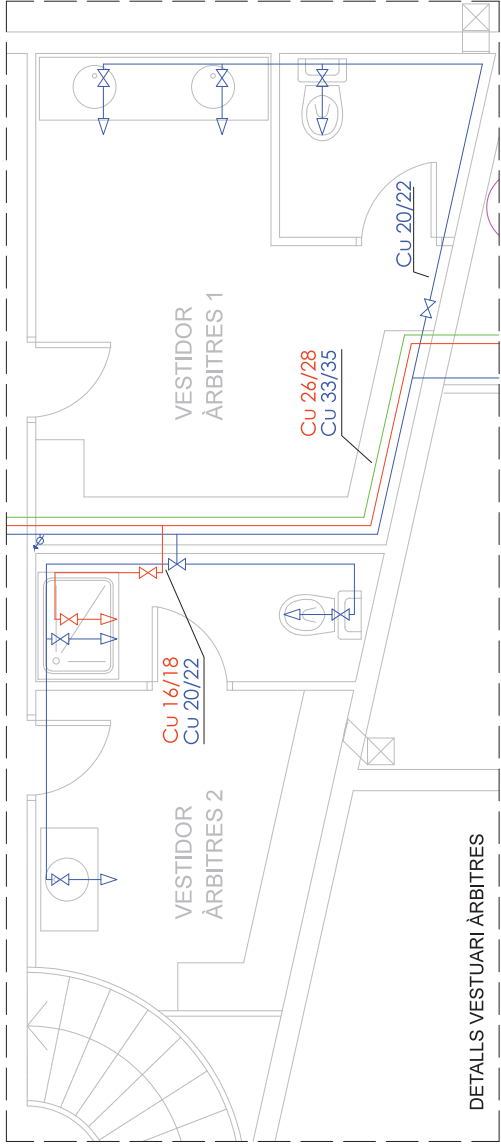 VESTIDOR
ÀRBITRES 1
Cu 20/22
Cu 26/28
Cu 33/35
Cu 16/18
Cu 20/22
VESTIDOR
ÀRBITRES 2
DETALLS VESTUARI ÀRBITRES